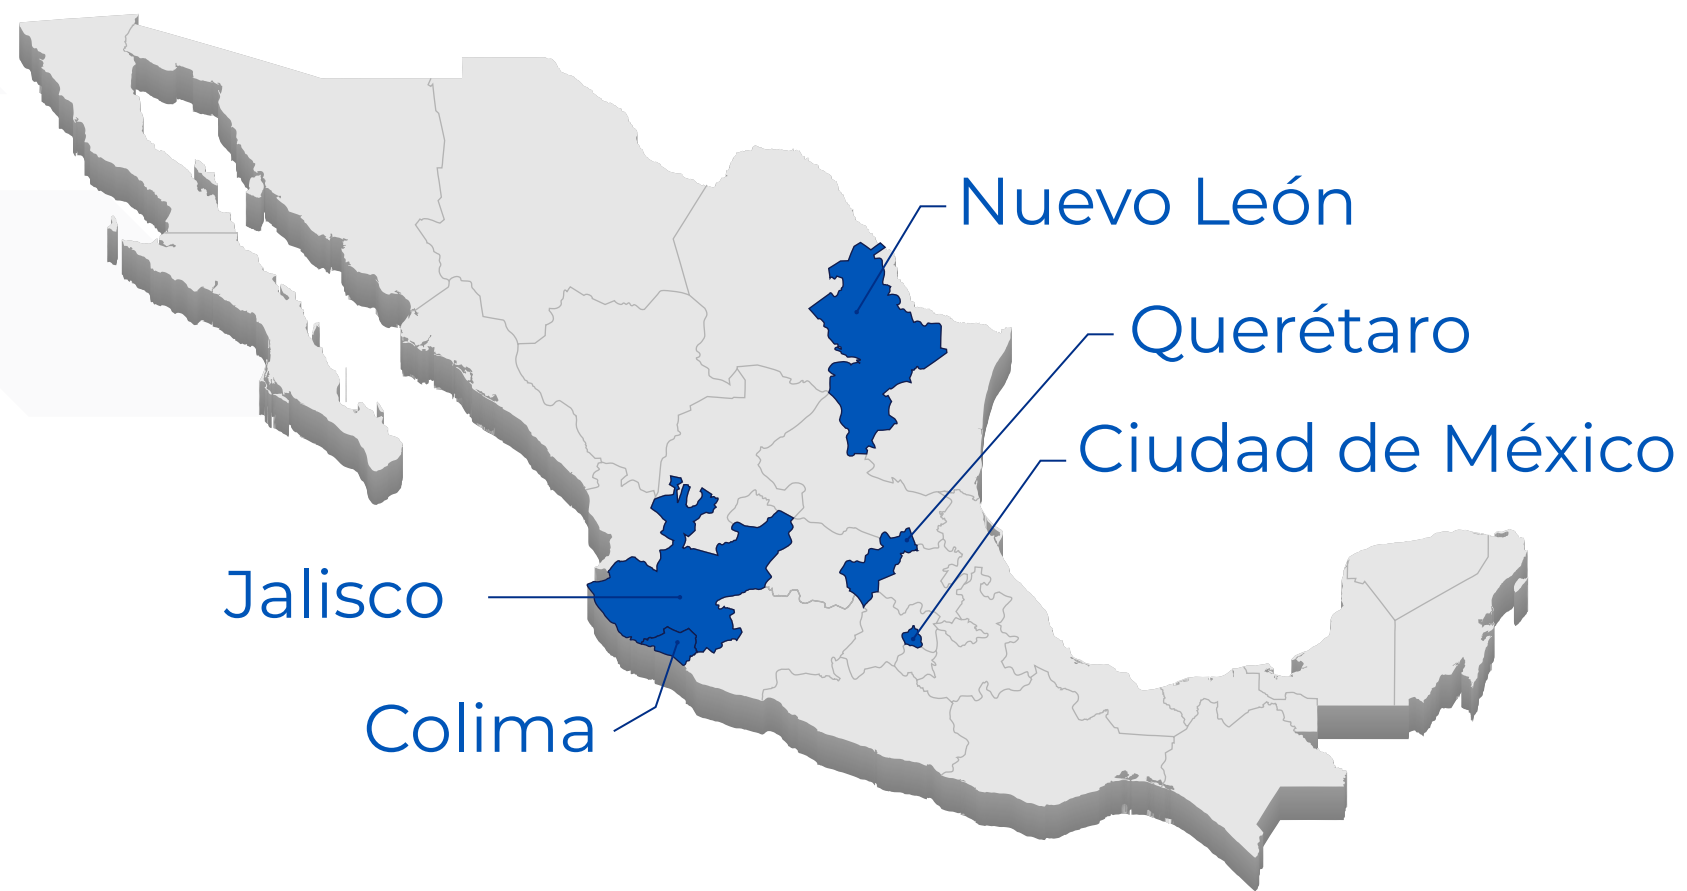 Nuevo León
Querétaro
Ciudad de México
Jalisco
Colima